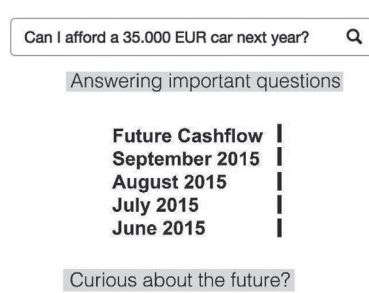 Can I afford a 35.000 EUR car next year?
Answering important questions
Future Cashflow
September 2015
August 2015
July 2015
June 2015
Curious about the future?